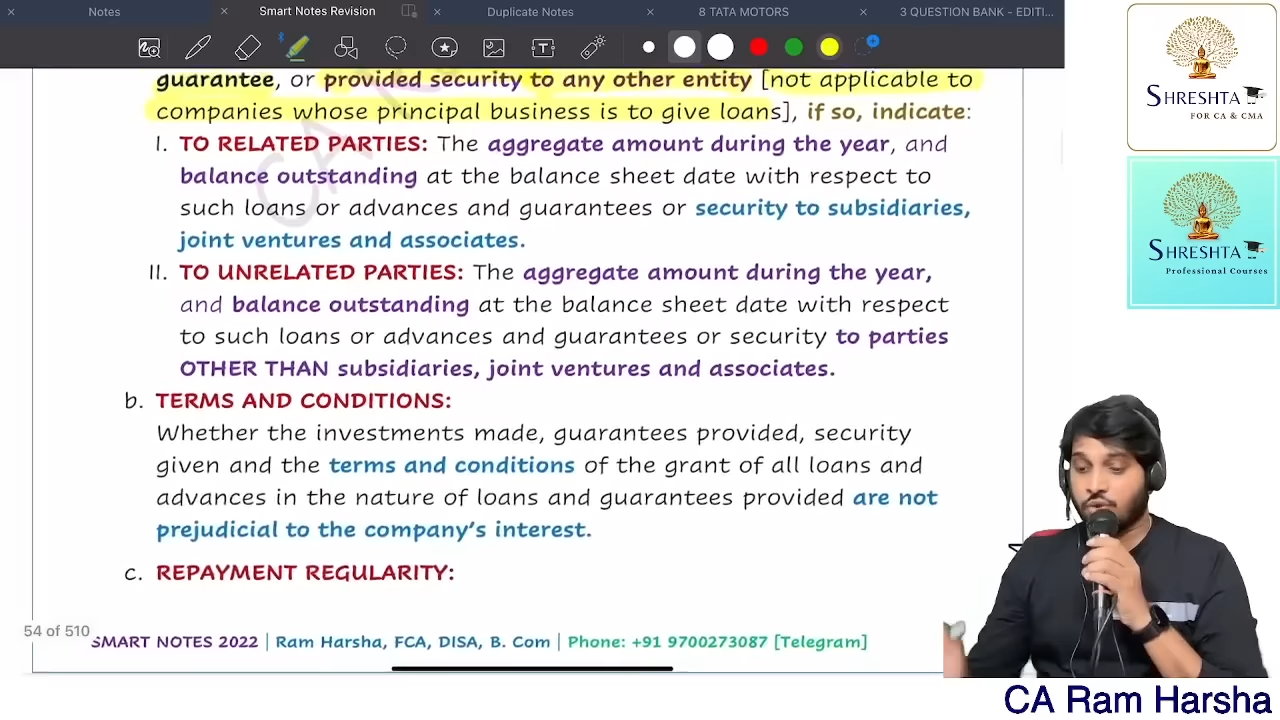 Notes
Smart Notes Revision
Duplicate Notes
8 TATA MOTORS
3 QUESTION BANK - EDITI...
guarantee, or provided security to any other entity [not applicable to
companies whose principal business is to give loans], if so, indicate:
I. TO RELATED PARTIES: The aggregate amount during the year, and
balance outstanding at the balance sheet date with respect to
such loans or advances and guarantees or security to subsidiaries,
joint ventures and associates.
II. TO UNRELATED PARTIES: The aggregate amount during the year,
and balance outstanding at the balance sheet date with respect
to such loans or advances and guarantees or security to parties
OTHER THAN subsidiaries, joint ventures and associates.
b. TERMS AND CONDITIONS:
Whether the investments made, guarantees provided, security
given and the terms and conditions of the grant of all loans and
advances in the nature of loans and guarantees provided are not
prejudicial to the company's interest.
c. REPAYMENT REGULARITY:
54 of 510
SMART NOTES 2022 | Ram Harsha, FCA, DISA, B. Com | Phone: +91 9700273087 [Telegram]
SHRESHTA
FOR CA & CMA
SHRESHTA
Professional Courses
CA Ram Harsha